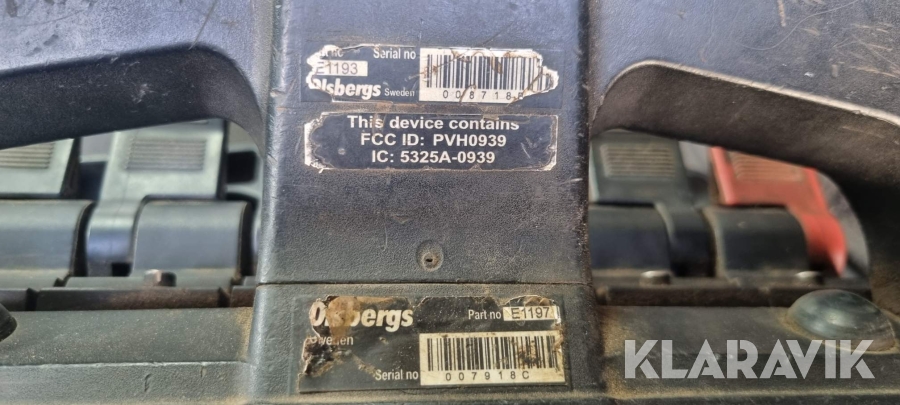 Serial no
E1193
Olsbergs Sweden
This device contains
FCC ID: PVH0939
IC: 5325A-0939
Olsbergs Part no E1197
Sweden
Serial no 007918C
KLARAVIK